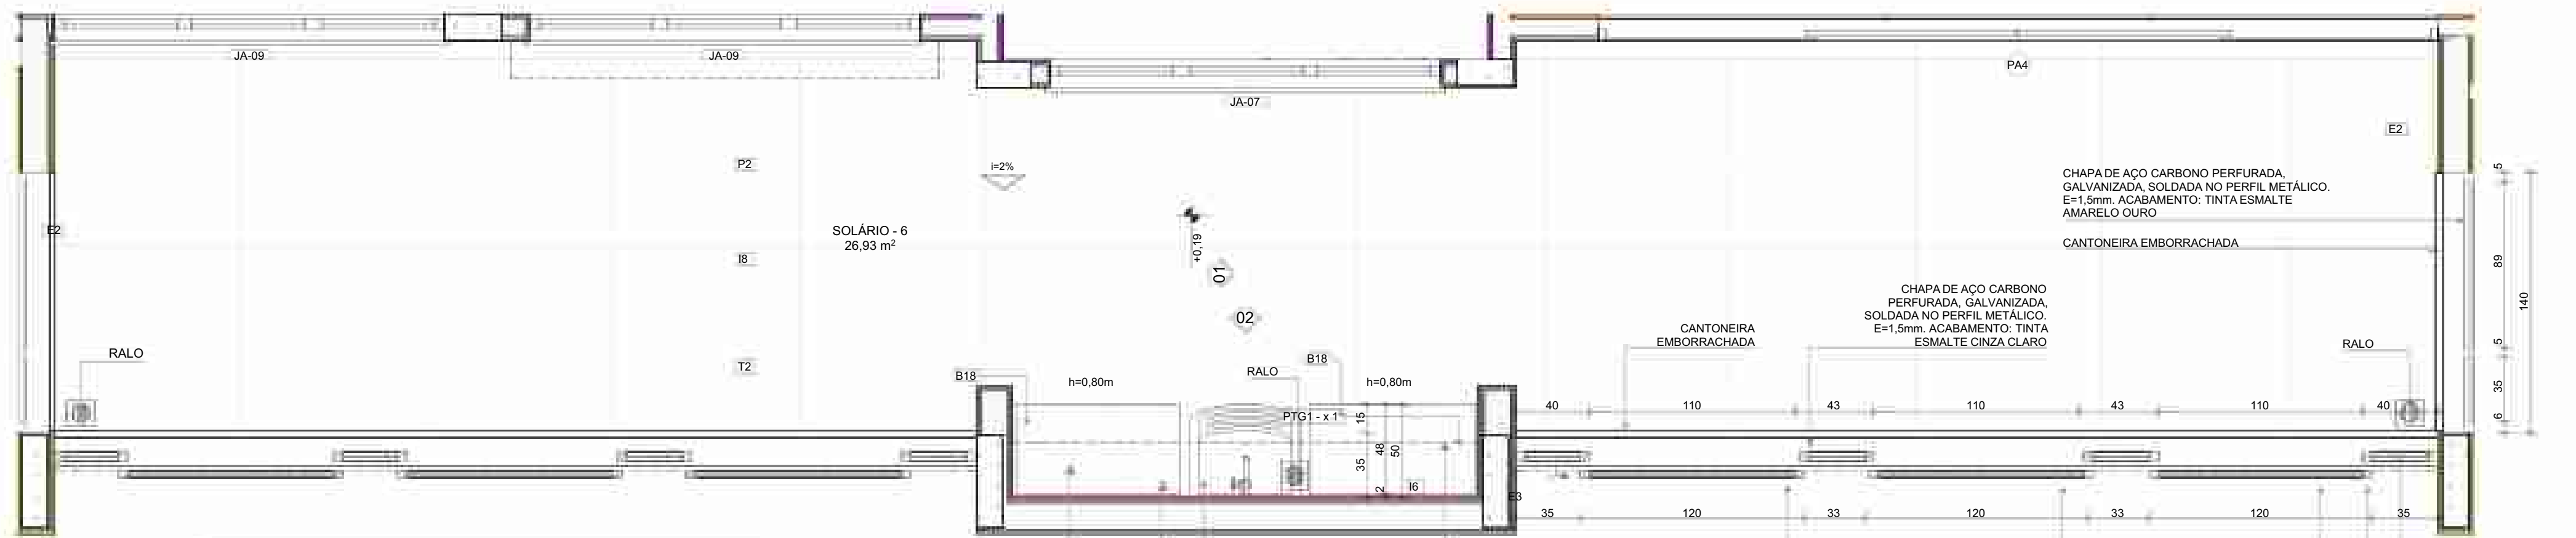 JA-09
JA-09
JA-07
PA4
E2
P2
i=2%
CHAPA DE AÇO CARBONO PERFURADA,
GALVANIZADA, SOLDADA NO PERFIL METÁLICO.
E=1,5mm. ACABAMENTO: TINTA ESMALTE
AMARELO OURO
CANTONEIRA EMBORRACHADA
5
89
140
5
35
6
E2
SOLÁRIO - 6
26,93 m²
+0,19
I8
01
02
CHAPA DE AÇO CARBONO
PERFURADA, GALVANIZADA,
SOLDADA NO PERFIL METÁLICO.
E=1,5mm. ACABAMENTO: TINTA
ESMALTE CINZA CLARO
CANTONEIRA
EMBORRACHADA
RALO
RALO
T2
B18
h=0,80m
RALO
B18
h=0,80m
PTG1 - x 1
15
48
50
35
2
I6
E3
40
110
43
110
43
110
40
35
120
33
120
33
120
35